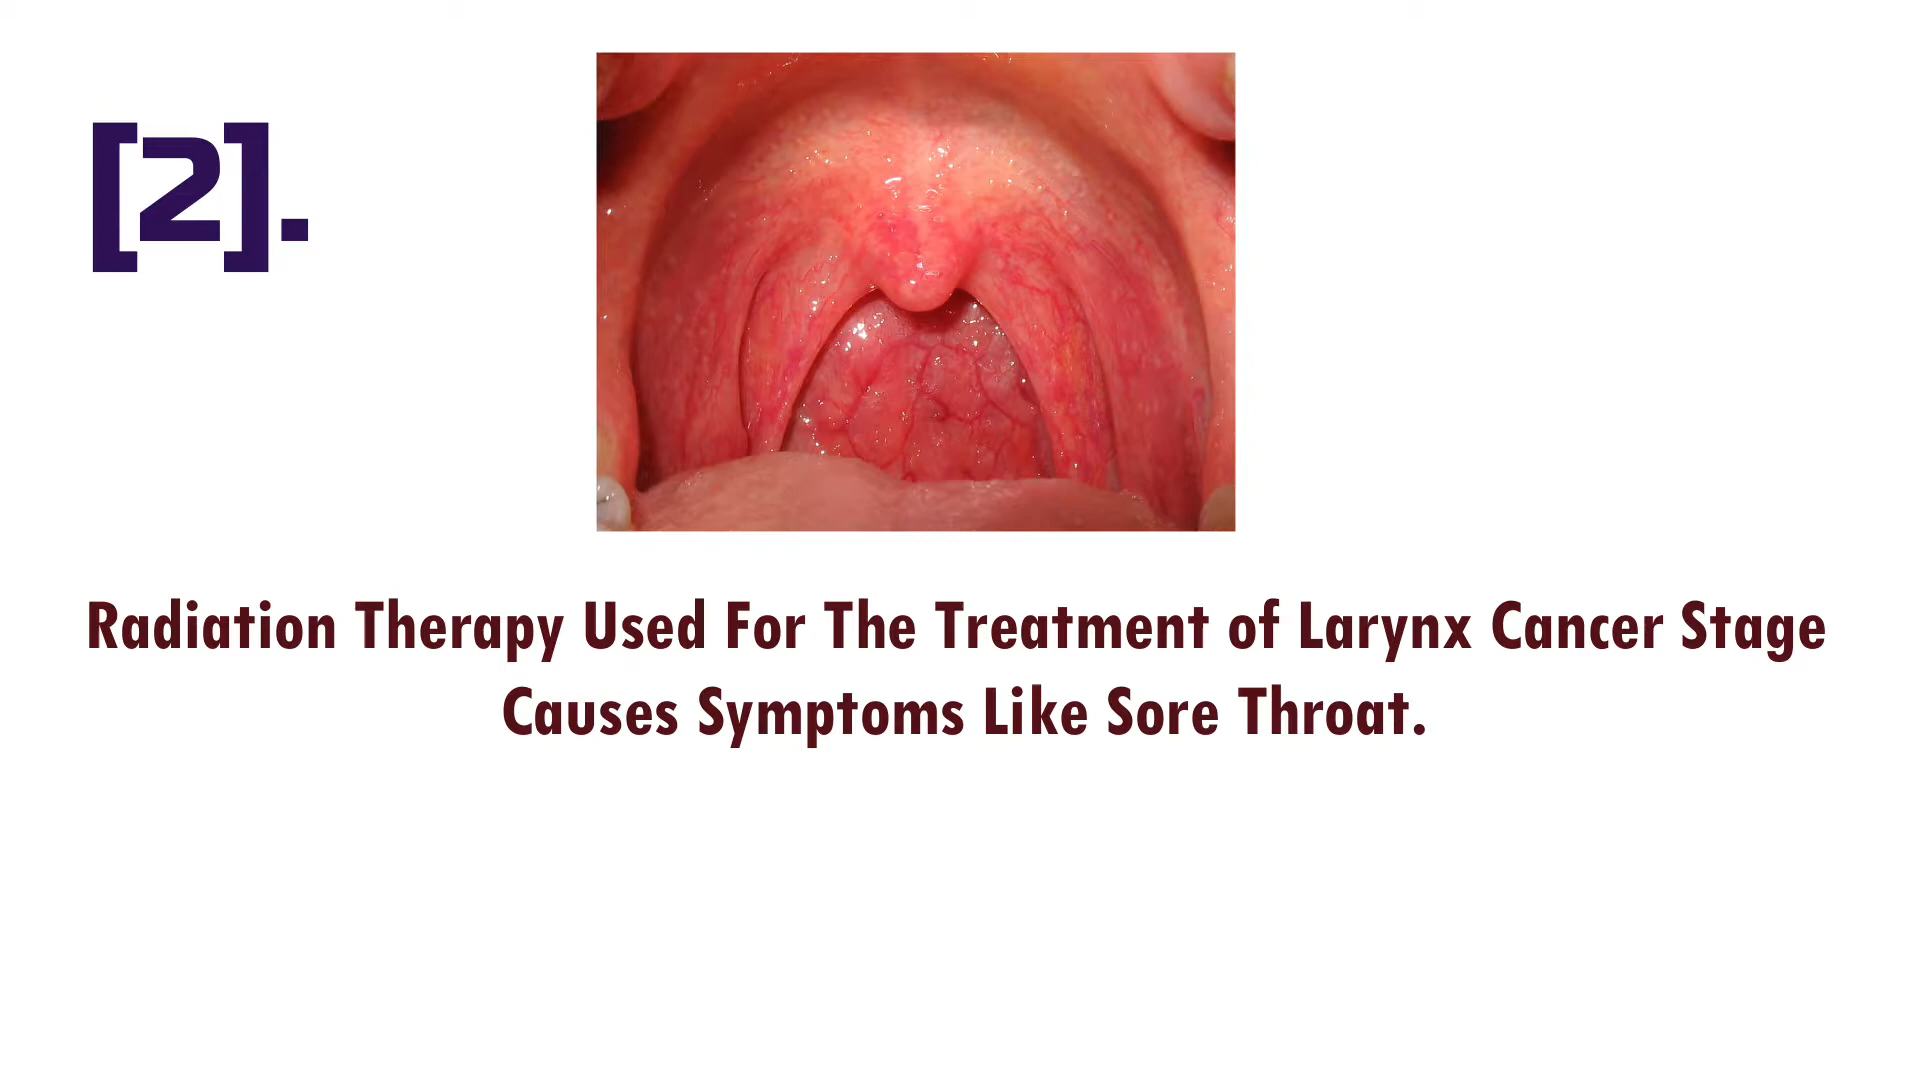 [2].
Radiation Therapy Used For The Treatment of Larynx Cancer Stage
Causes Symptoms Like Sore Throat.